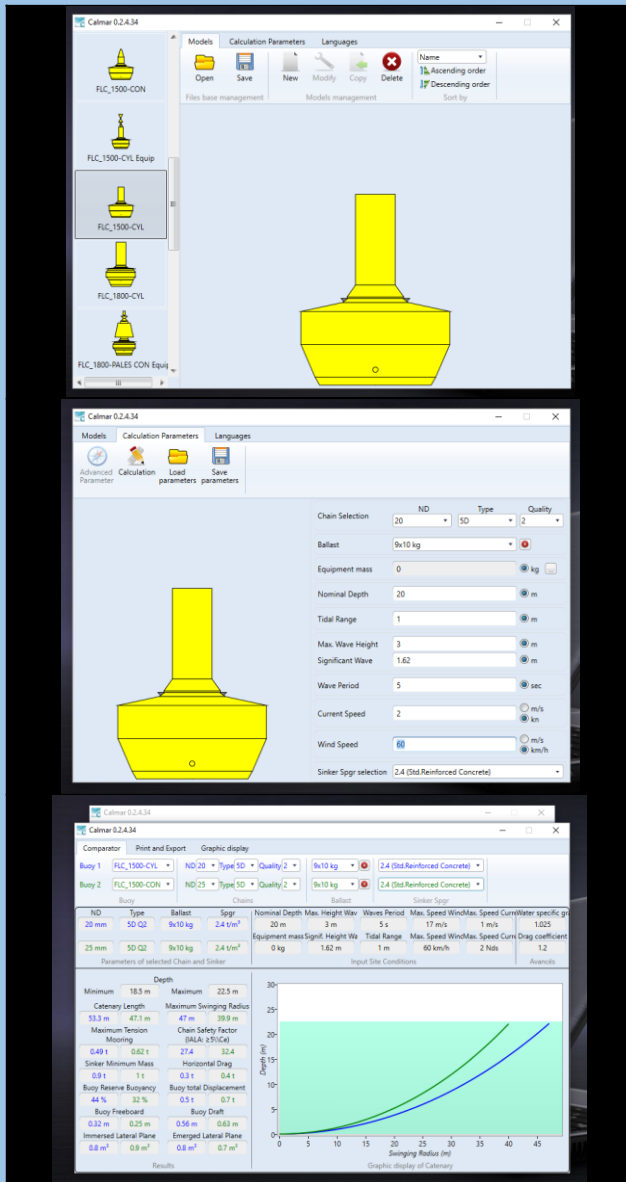 Calmar 0.2.4.34
Models Calculation Parameters Languages
Open Save New Modify Copy Delete
Name
Ascending order
Descending order
Files base management Models management Sort by
FLC_1500-CON
FLC_1500-CYL Equip
FLC_1500-CYL
FLC_1800-CYL
FLC_1800-PALES CON Equip
Calmar 0.2.4.34
Models Calculation Parameters Languages
Advanced Parameter Calculation Load parameters Save parameters
ND Type Quality
Chain Selection 20 5D 2
Ballast 9x10 kg
Equipment mass 0 kg ...
Nominal Depth 20 m
Tidal Range 1 m
Max. Wave Height 3 m
Significant Wave 1.62 m
Wave Period 5 sec
Current Speed 2 m/s kn
Wind Speed 60 m/s km/h
Sinker Spgr selection 2.4 (Std.Reinforced Concrete)
Calmar 0.2.4.34
Calmar 0.2.4.34
Comparator Print and Export Graphic display
Buoy 1 FLC_1500-CYL ND 20 Type 5D Quality 2 9x10 kg 2.4 (Std.Reinforced Concrete)
Buoy 2 FLC_1500-CON ND 25 Type 5D Quality 2 9x10 kg 2.4 (Std.Reinforced Concrete)
Buoy Chains Ballast Sinker Spgr
ND Type Ballast Spgr Nominal Depth Max. Height Wav Waves Period Max. Speed Wind Max. Speed Curr Water specific gra
20 mm 5D Q2 9x10 kg 2.4 t/m³ 20 m 3 m 5 s 17 m/s 1 m/s 1.025
Equipment mass Signif. Height Wa Tidal Range Max. Speed Wind Max. Speed Curr Drag coefficient
25 mm 5D Q2 9x10 kg 2.4 t/m³ 0 kg 1.62 m 1 m 60 km/h 2 Nds 1.2
Parameters of selected Chain and Sinker Input Site Conditions Avancés
Depth
Minimum 18.5 m Maximum 22.5 m
Catenary Length Maximum Swinging Radius
53.3 m 47.1 m 47 m 39.9 m
Maximum Tension Mooring Chain Safety Factor
0.49 t 0.62 t 27.4 32.4
Sinker Minimum Mass Horizontal Drag
0.9 t 1 t 0.3 t 0.4 t
Buoy Reserve Buoyancy Buoy total Displacement
44 % 32 % 0.5 t 0.7 t
Buoy Freeboard Buoy Draft
0.32 m 0.25 m 0.56 m 0.63 m
Immersed Lateral Plane Emerged Lateral Plane
0.8 m² 0.9 m² 0.8 m² 0.7 m²
Results
Depth (m)
30
25
20
15
10
5
0
0 5 10 15 20 25 30 35 40 45
Swinging Radius (m)
Graphic display of Catenary